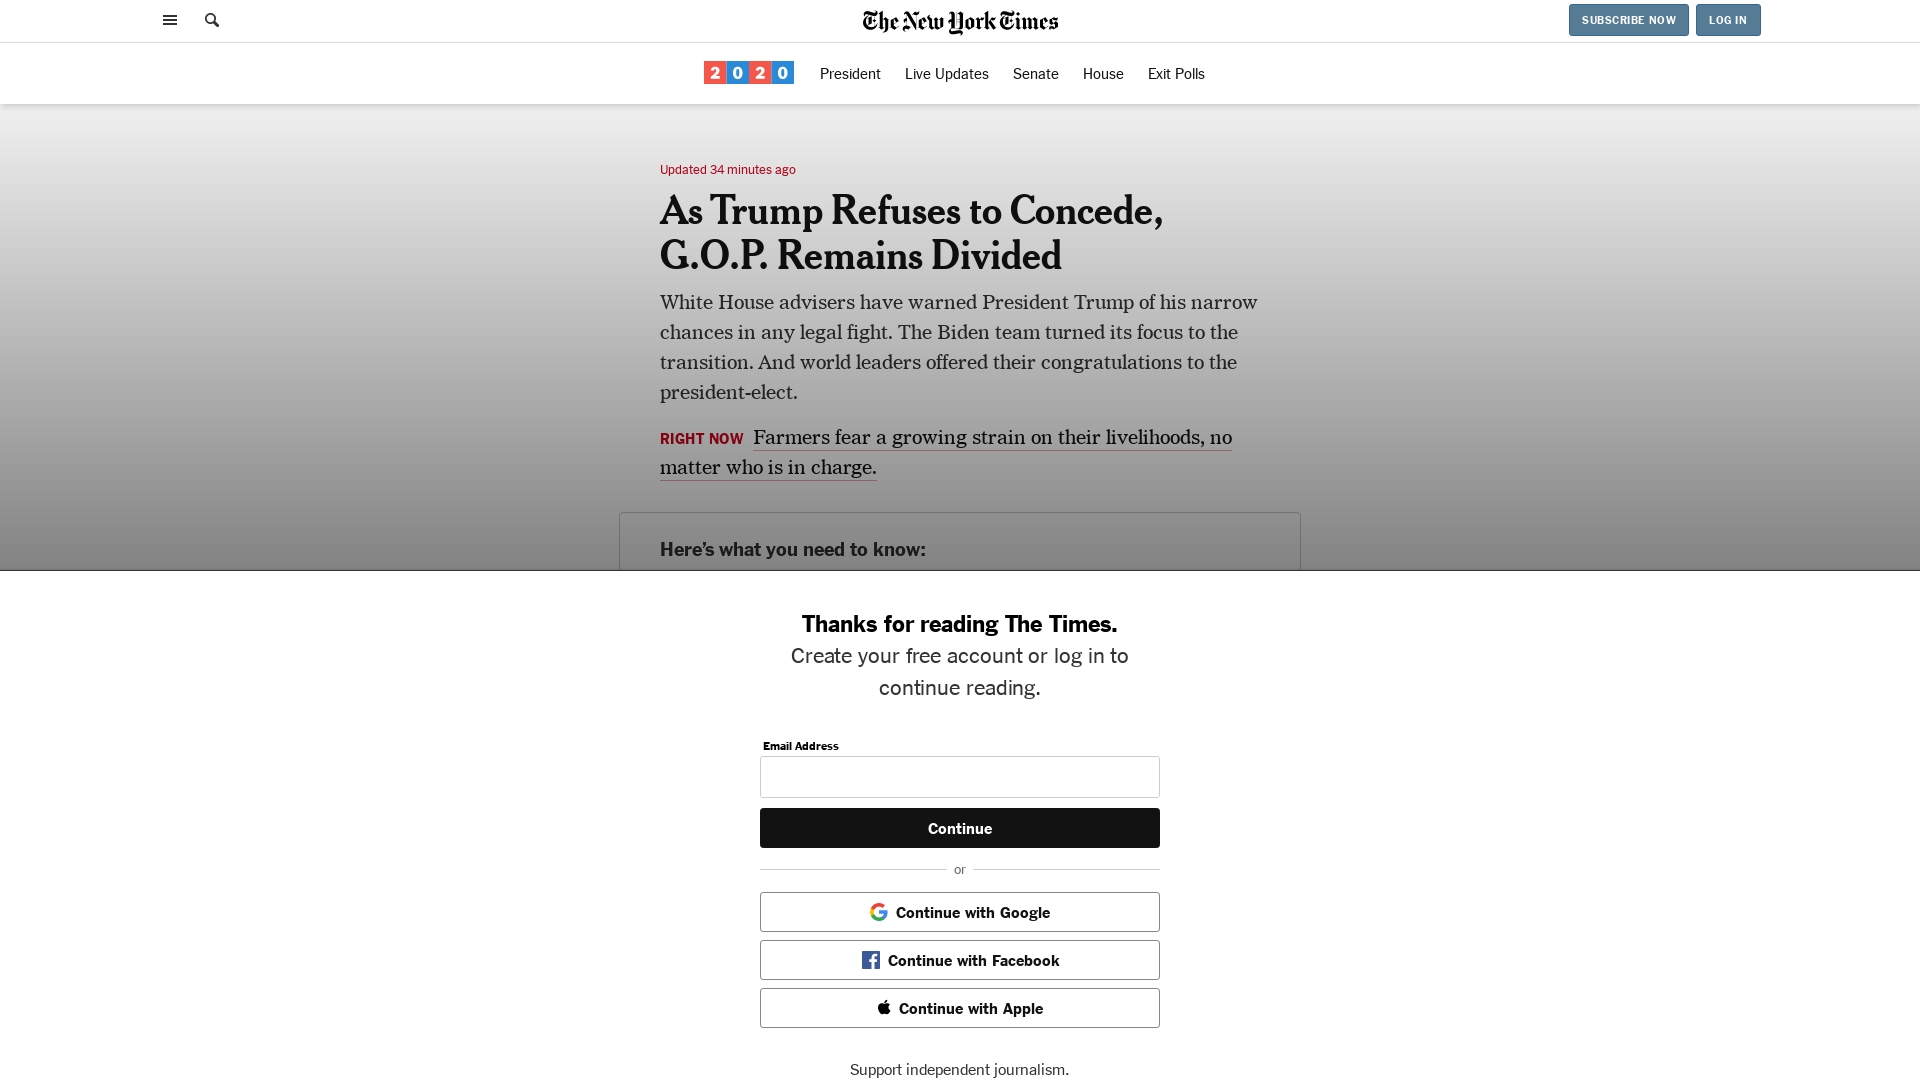 The New York Times
SUBSCRIBE NOW
LOG IN
2020
President
Live Updates
Senate
House
Exit Polls
Updated 34 minutes ago
As Trump Refuses to Concede,
G.O.P. Remains Divided
White House advisers have warned President Trump of his narrow
chances in any legal fight. The Biden team turned its focus to the
transition. And world leaders offered their congratulations to the
president-elect.
RIGHT NOW Farmers fear a growing strain on their livelihoods, no
matter who is in charge.
Here’s what you need to know:
Thanks for reading The Times.
Create your free account or log in to
continue reading.
Email Address
Continue
or
Continue with Google
Continue with Facebook
Continue with Apple
Support independent journalism.